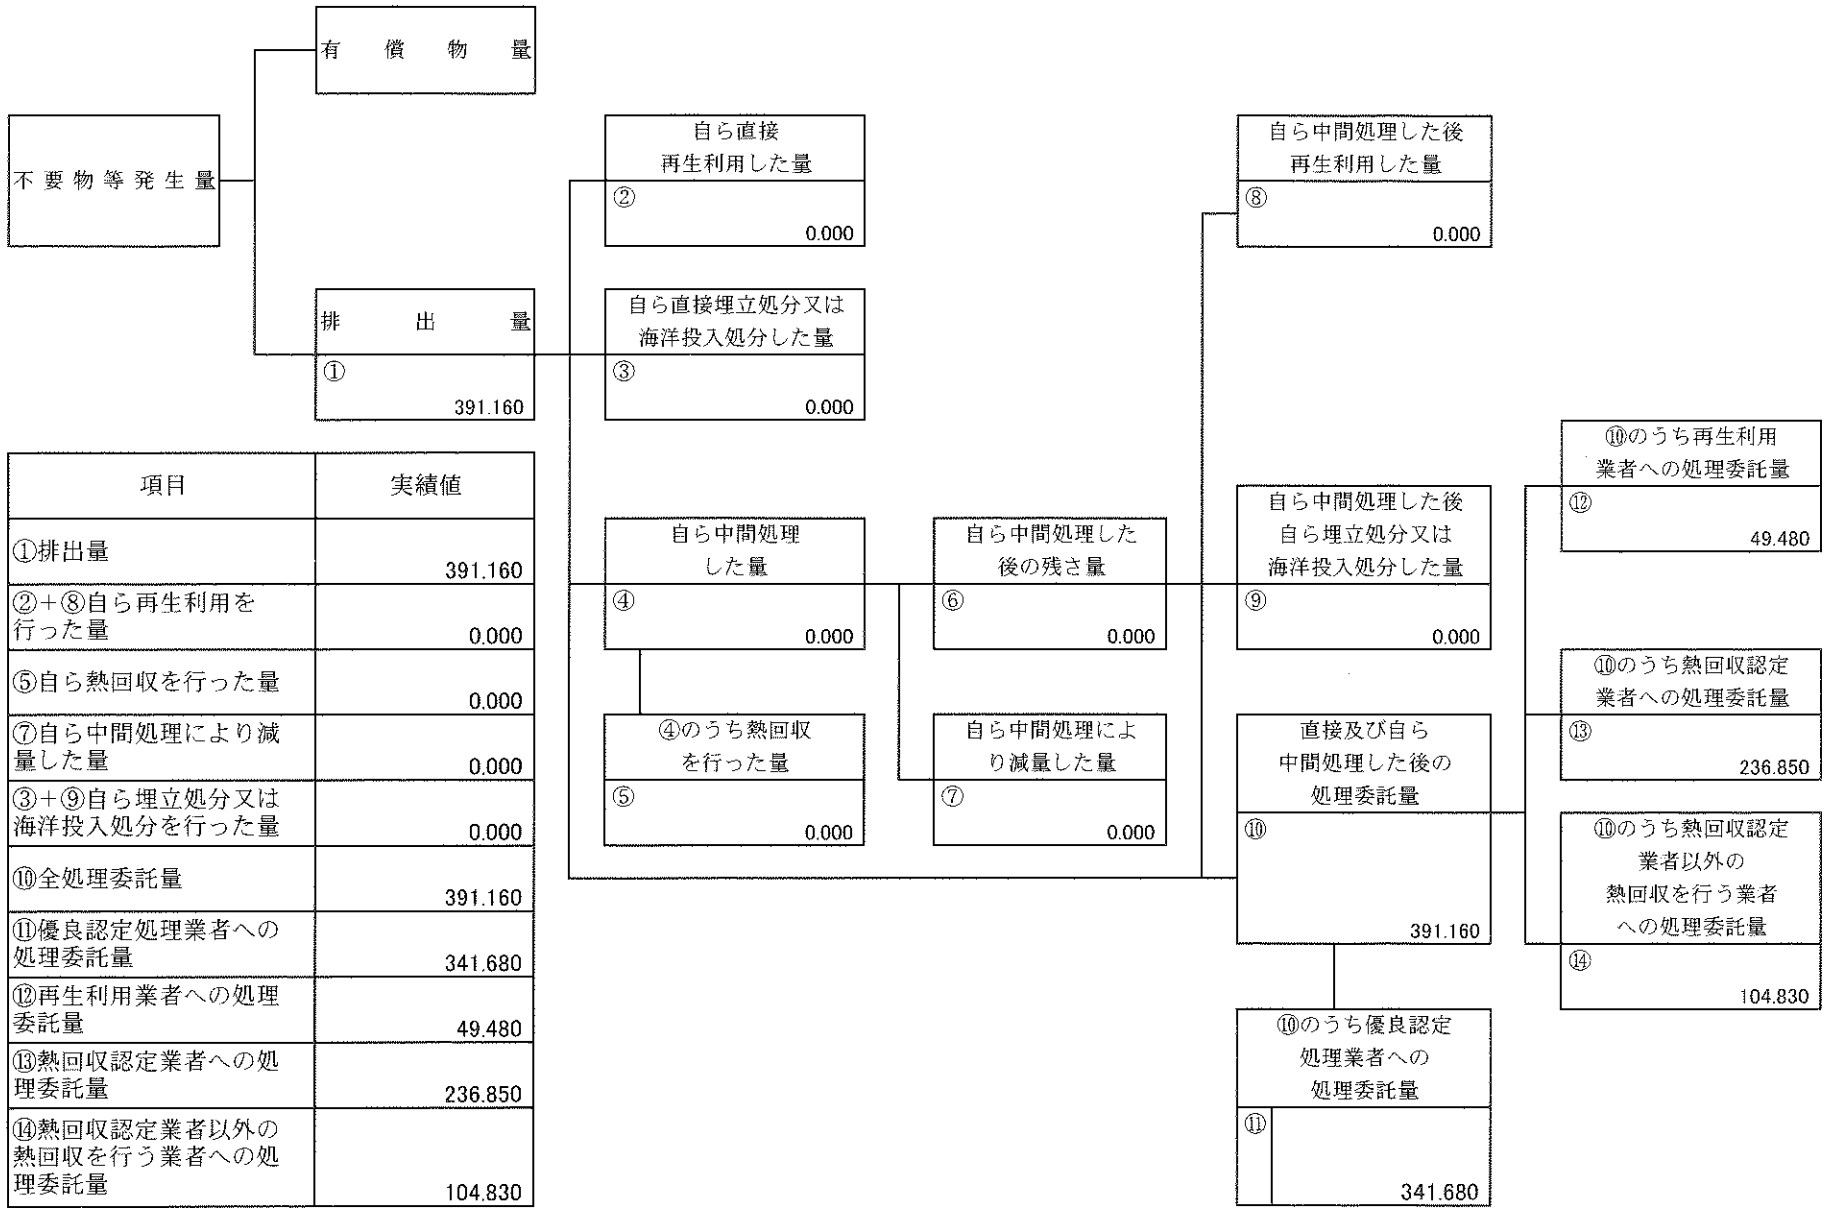 有償物量
不要物等発生量
自ら直接
再生利用した量
②
0.000
自ら中間処理した後
再生利用した量
⑧
0.000
排出量
①
391.160
自ら直接埋立処分又は
海洋投入処分した量
③
0.000
項目 実績値
①排出量
391.160
②+⑧自ら再生利用を
行った量
0.000
⑤自ら熱回収を行った量
0.000
⑦自ら中間処理により減
量した量
0.000
③+⑨自ら埋立処分又は
海洋投入処分を行った量
0.000
⑩全処理委託量
391.160
⑪優良認定処理業者への
処理委託量
341.680
⑫再生利用業者への処理
委託量
49.480
⑬熱回収認定業者への処
理委託量
236.850
⑭熱回収認定業者以外の
熱回収を行う業者への処
理委託量
104.830
自ら中間処理
した量
④
0.000
④のうち熱回収
を行った量
⑤
0.000
自ら中間処理した
後の残さ量
⑥
0.000
自ら中間処理によ
り減量した量
⑦
0.000
自ら中間処理した後
自ら埋立処分又は
海洋投入処分した量
⑨
0.000
直接及び自ら
中間処理した後の
処理委託量
⑩
391.160
⑩のうち優良認定
処理業者への
処理委託量
⑪
341.680
⑩のうち再生利用
業者への処理委託量
⑫
49.480
⑩のうち熱回収認定
業者への処理委託量
⑬
236.850
⑩のうち熱回収認定
業者以外の
熱回収を行う業者
への処理委託量
⑭
104.830